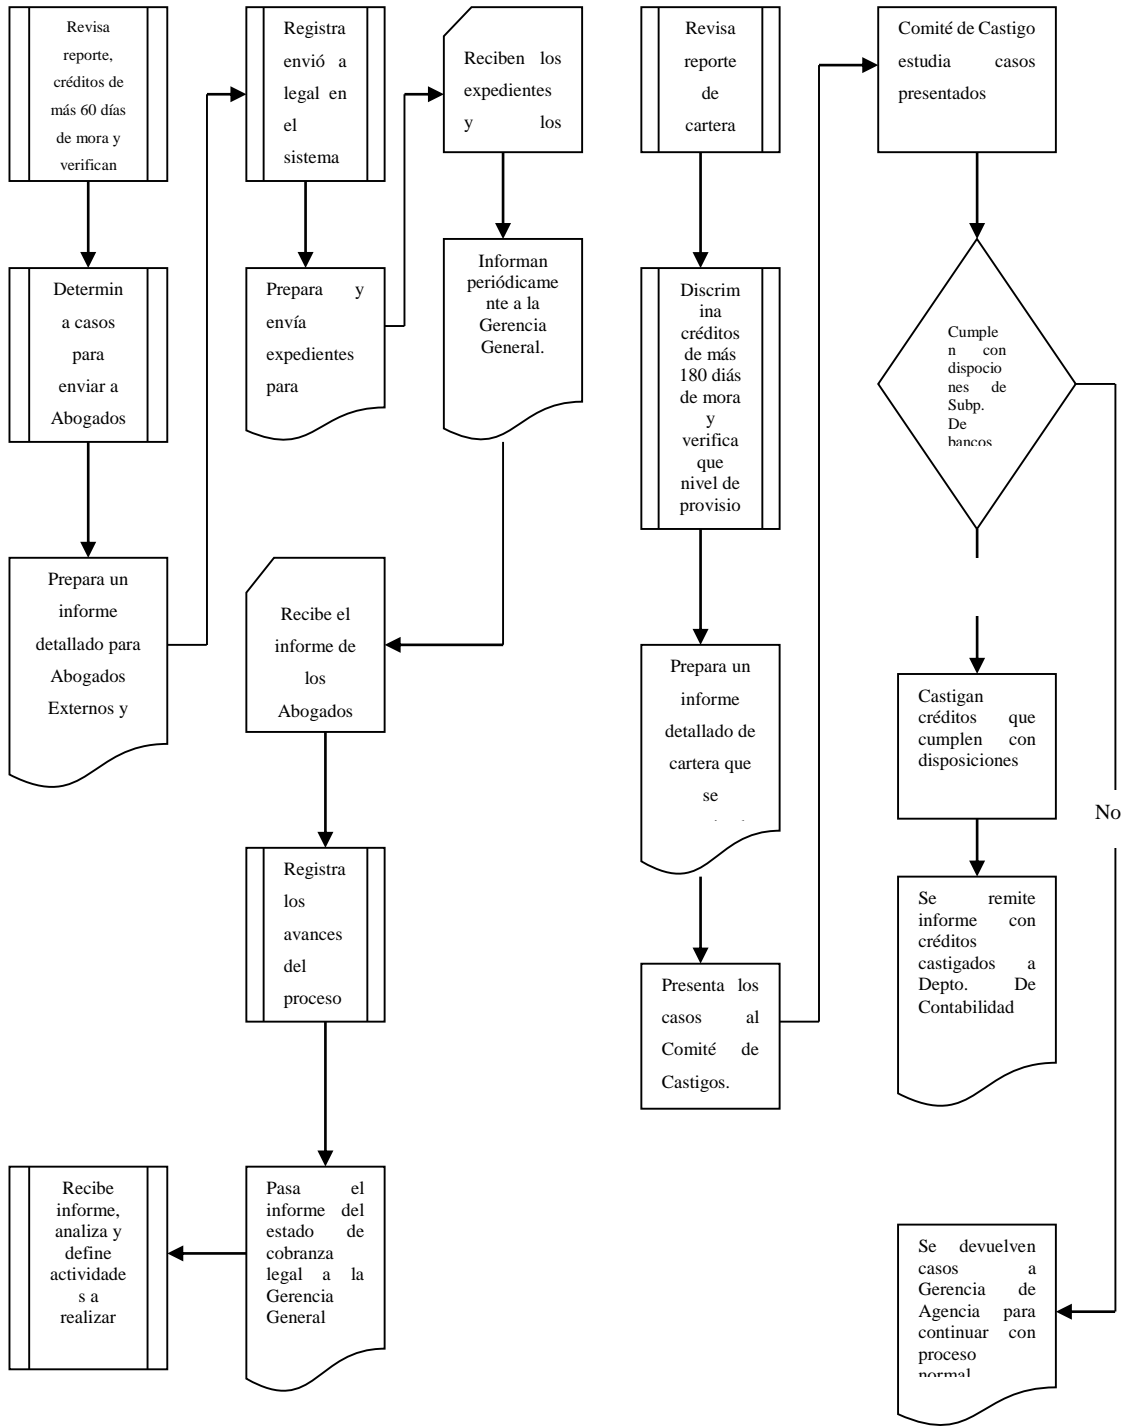 Revisa
reporte,
créditos de
más 60 días
de mora y
verifican
Determin
a casos
para
enviar a
Abogados
Prepara un
informe
detallado para
Abogados
Externos y
Registra
envió a
legal en
el
sistema
Prepara y
envía
expedientes
para
Reciben los
expedientes
y los
Informan
periódicame
nte a la
Gerencia
General.
Recibe el
informe de
los
Abogados
Registra
los
avances
del
proceso
Pasa el
informe del
estado de
cobranza
legal a la
Gerencia
General
Recibe
informe,
analiza y
define
actividade
s a
realizar
Revisa
reporte
de
cartera
Discrim
ina
créditos
de más
180 diás
de mora
y
verifica
que
nivel de
provisio
Prepara un
informe
detallado de
cartera que
se
Presenta los
casos al
Comité de
Castigos.
Comité de Castigo
estudia casos
presentados
Cumple
n con
dispocio
nes de
Subp.
De
bancos
Castigan
créditos que
cumplen con
disposiciones
No
Se remite
informe con
créditos
castigados a
Depto. De
Contabilidad
Se devuelven
casos a
Gerencia de
Agencia para
continuar con
proceso
normal